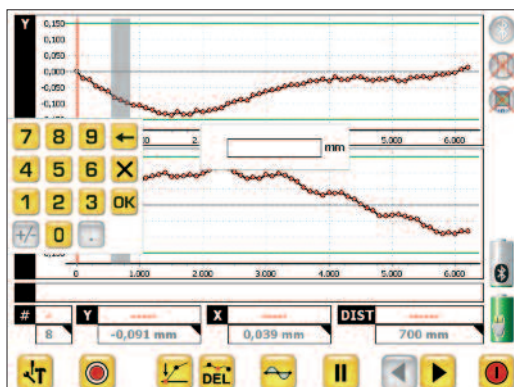 Y
0,150
0,100
0,050
0,000
-0,050
-0,100
7 8 9 ←
4 5 6 X
1 2 3 OK
+/- 0 .
mm
5.000 6.000
0 1.000 2.000 3.000 4.000 5.000 6.000
# Y X DIST
8 -0,091 mm 0,039 mm 700 mm
T DEL